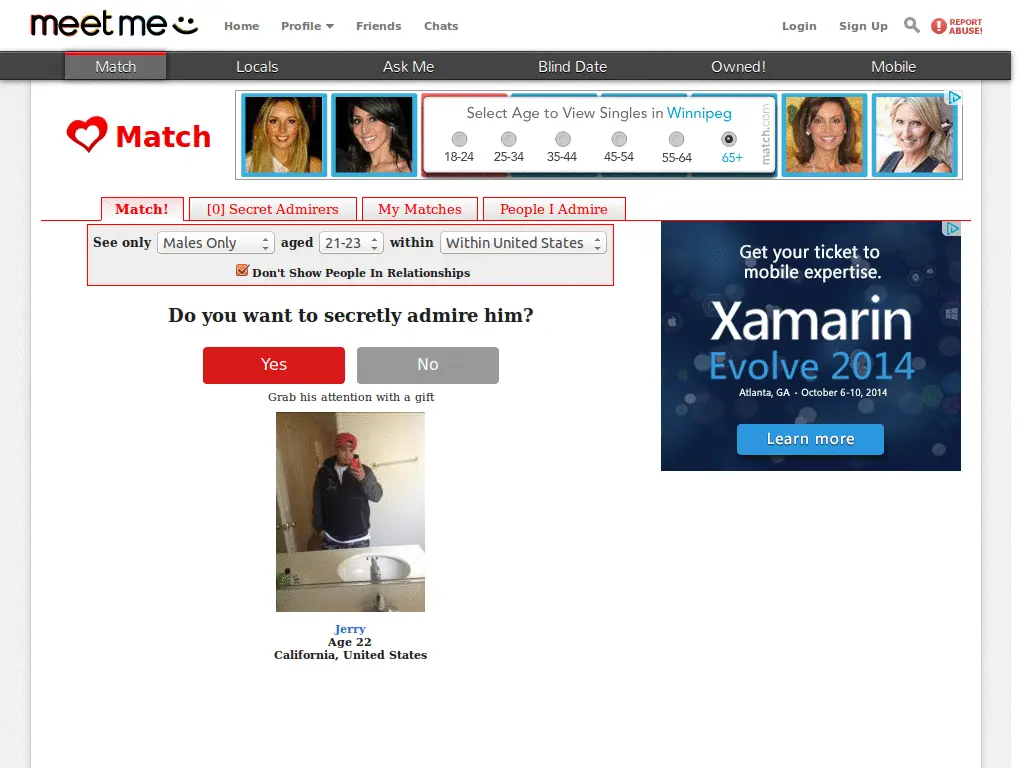 meetme
Home Profile Friends Chats Login Sign Up REPORT ABUSE!
Match Locals Ask Me Blind Date Owned! Mobile
Match
Select Age to View Singles in Winnipeg
18-24 25-34 35-44 45-54 55-64 65+
match.com
Match! [0] Secret Admirers My Matches People I Admire
See only Males Only aged 21-23 within Within United States
Don't Show People In Relationships
Do you want to secretly admire him?
Yes No
Grab his attention with a gift
Jerry
Age 22
California, United States
Get your ticket to
mobile expertise.
Xamarin
Evolve 2014
Atlanta, GA · October 6-10, 2014
Learn more